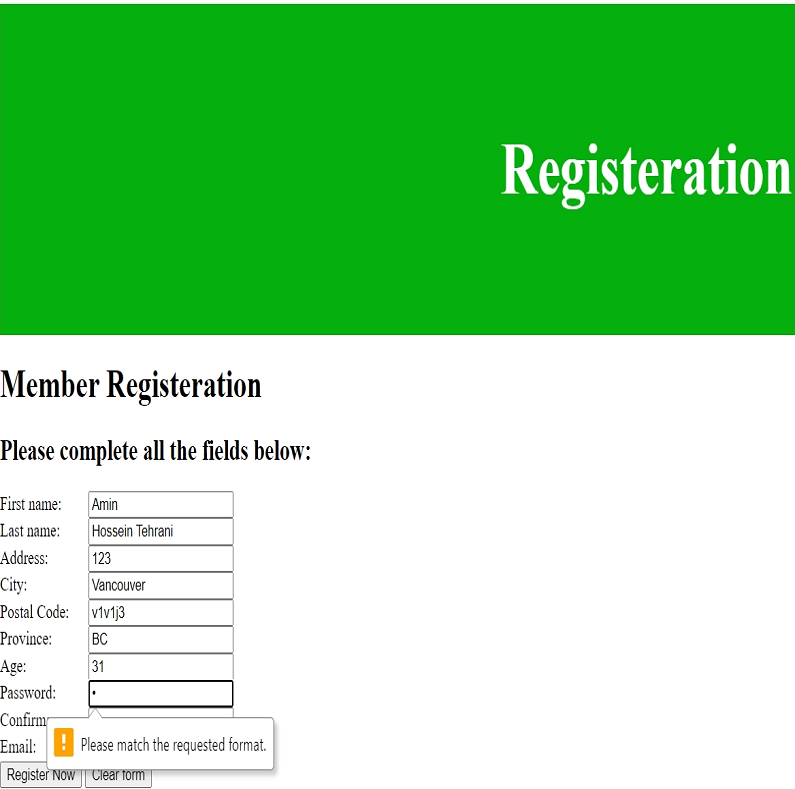 Registeration
Member Registeration
Please complete all the fields below:
First name: Amin
Last name: Hossein Tehrani
Address: 123
City: Vancouver
Postal Code: v1v1j3
Province: BC
Age: 31
Password: •
Confirm
Please match the requested format.
Email:
Register Now Clear form